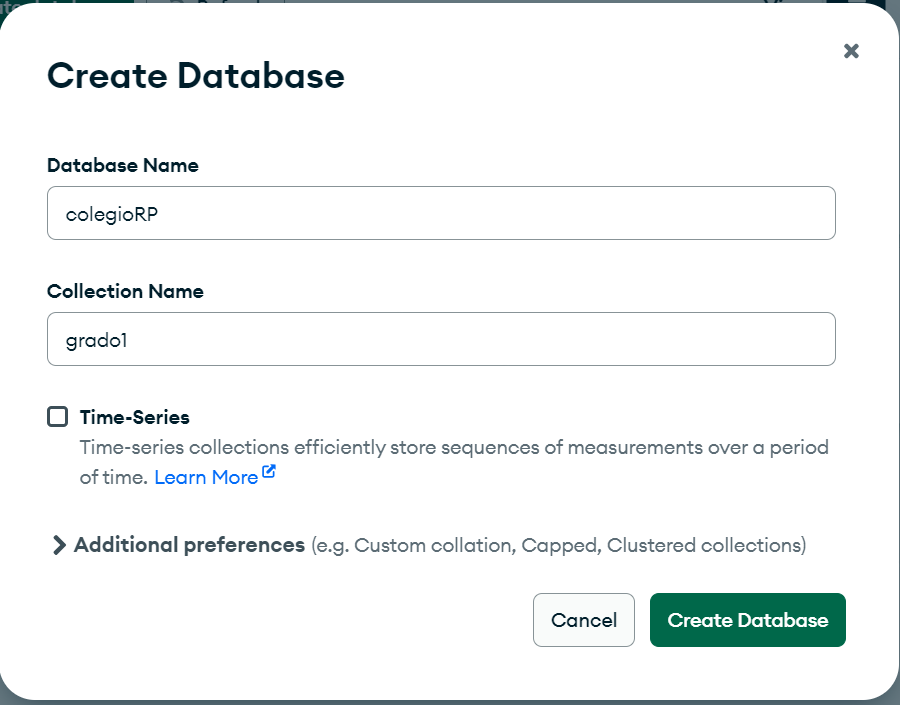 Create Database
Database Name
colegioRP
Collection Name
grado1
Time-Series
Time-series collections efficiently store sequences of measurements over a period
of time. Learn More
Additional preferences (e.g. Custom collation, Capped, Clustered collections)
Cancel
Create Database